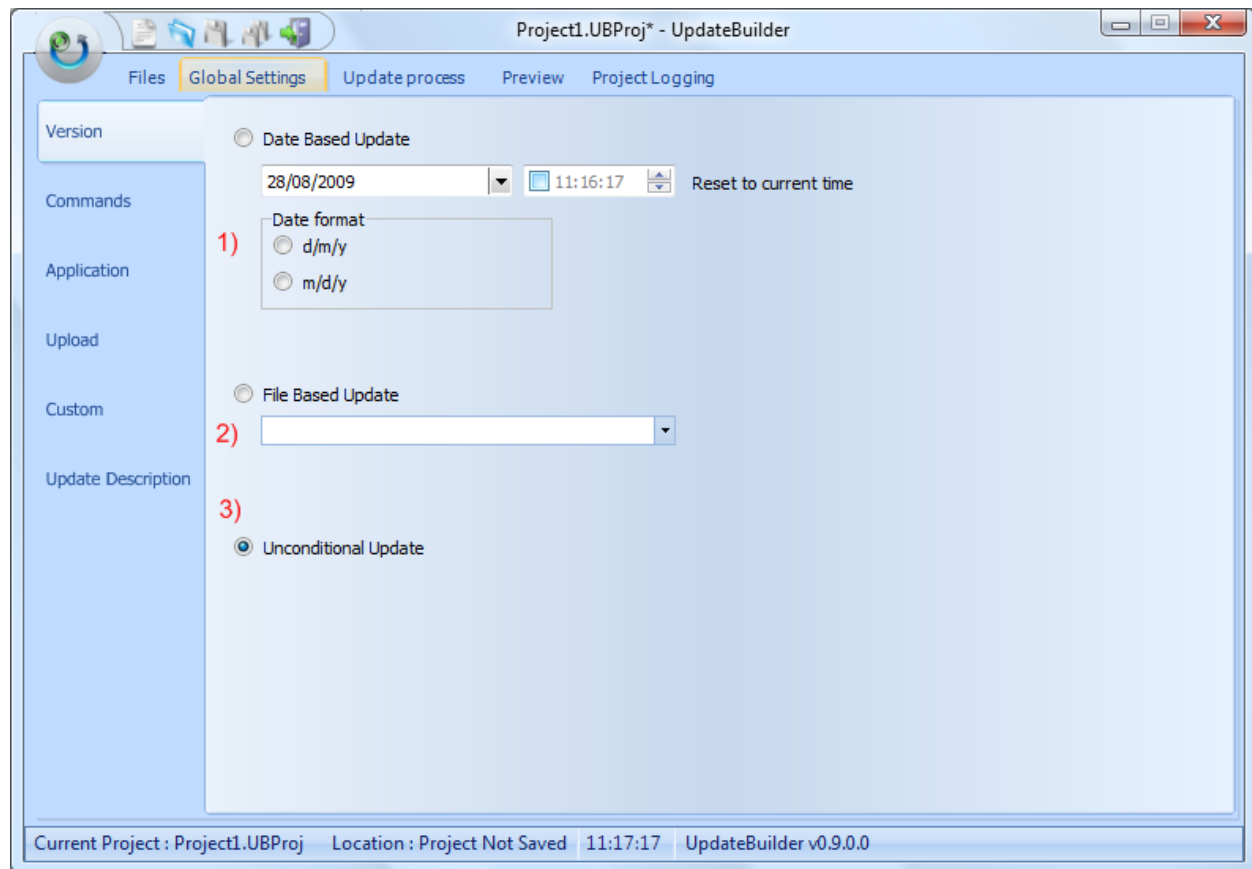 Project1.UBProj* - UpdateBuilder
Files Global Settings Update process Preview Project Logging
Version
Commands
Application
Upload
Custom
Update Description
Date Based Update
28/08/2009 11:16:17 Reset to current time
Date format
1) d/m/y
m/d/y
File Based Update
2)
3)
Unconditional Update
Current Project : Project1.UBProj Location : Project Not Saved 11:17:17 UpdateBuilder v0.9.0.0